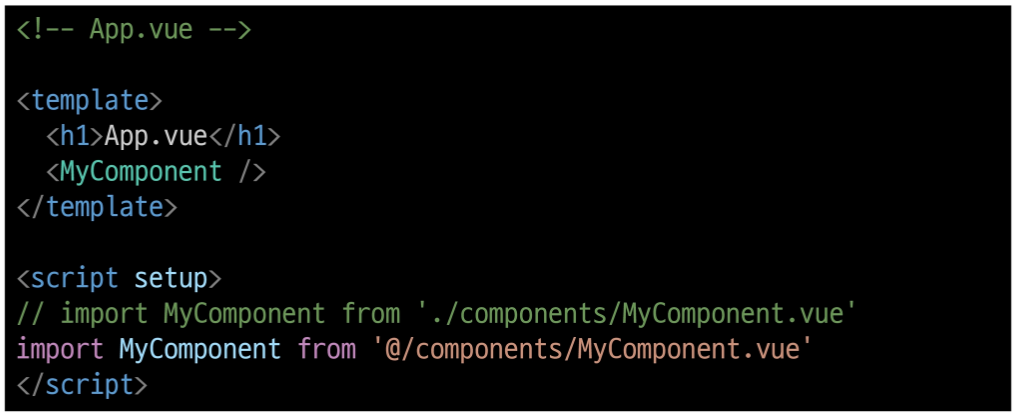 <!-- App.vue -->
<template>
  <h1>App.vue</h1>
  <MyComponent />
</template>
<script setup>
// import MyComponent from './components/MyComponent.vue'
import MyComponent from '@/components/MyComponent.vue'
</script>